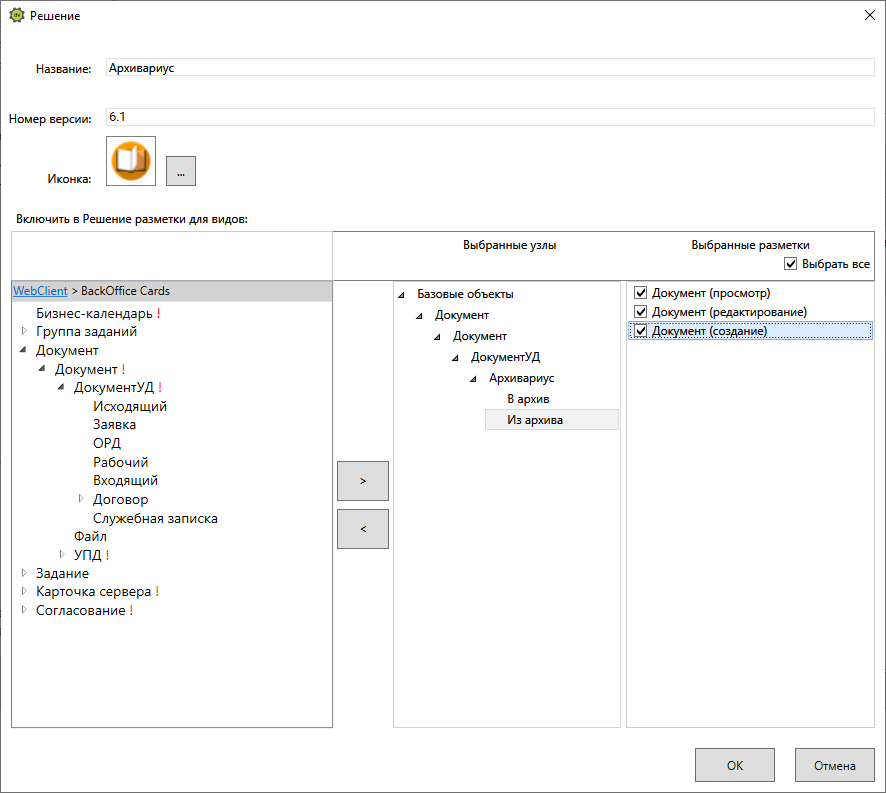 Решение
Название:
Архивариус
Номер версии:
6.1
Иконка:
...
Включить в Решение разметки для видов:
Выбранные узлы
Выбранные разметки
Выбрать все
WebClient > BackOffice Cards
Бизнес-календарь !
Группа заданий
Документ
Документ !
ДокументУД !
Исходящий
Заявка
ОРД
Рабочий
Входящий
Договор
Служебная записка
Файл
УПД !
Задание
Карточка сервера !
Согласование !
>
<
Базовые объекты
Документ
Документ
ДокументУД
Архивариус
В архив
Из архива
Документ (просмотр)
Документ (редактирование)
Документ (создание)
ОК
Отмена